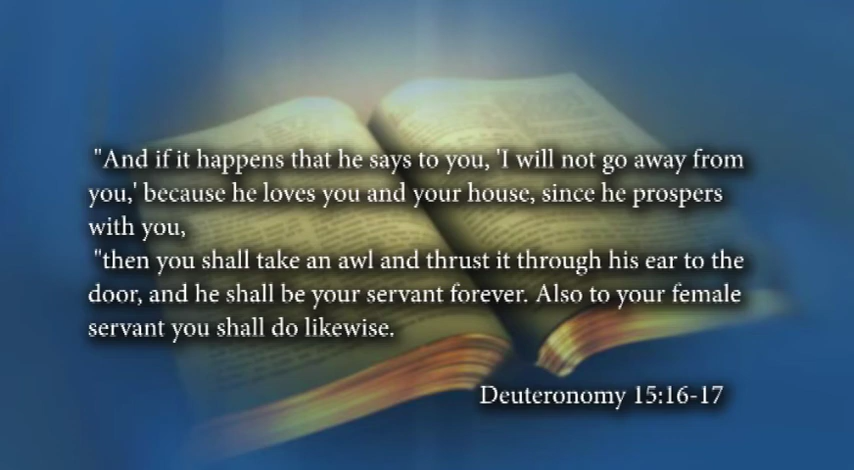 "And if it happens that he says to you, 'I will not go away from
you,' because he loves you and your house, since he prospers
with you,
"then you shall take an awl and thrust it through his ear to the
door, and he shall be your servant forever. Also to your female
servant you shall do likewise.
Deuteronomy 15:16-17